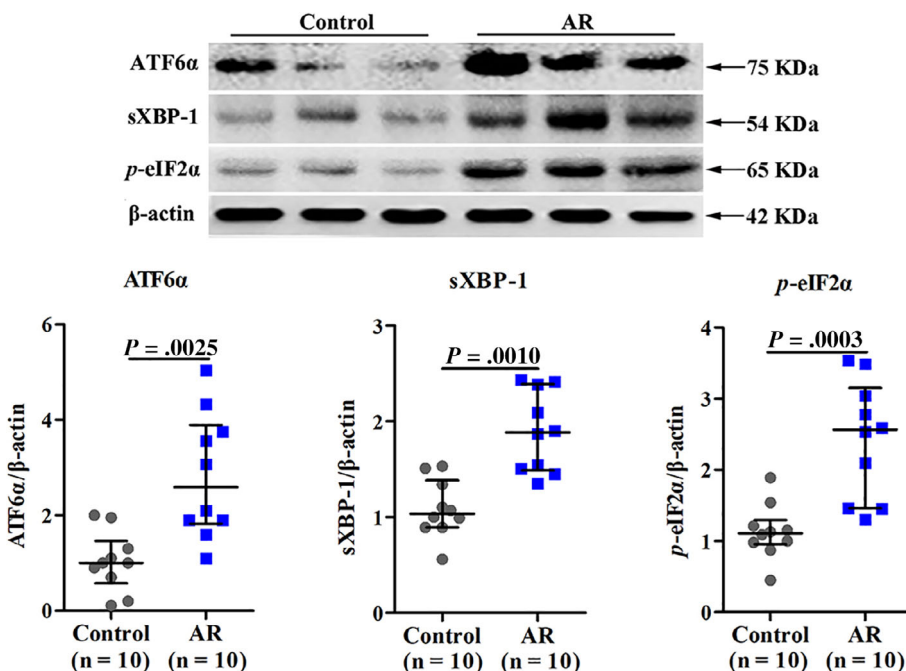 Control AR
ATF6α 75 KDa
sXBP-1 54 KDa
p-eIF2α 65 KDa
β-actin 42 KDa
ATF6α sXBP-1 p-eIF2α
ATF6α/β-actin
6
4
2
0
P = .0025
Control AR
(n = 10) (n = 10)
sXBP-1/β-actin
3
2
1
0
P = .0010
Control AR
(n = 10) (n = 10)
p-eIF2α/β-actin
4
3
2
1
0
P = .0003
Control AR
(n = 10) (n = 10)